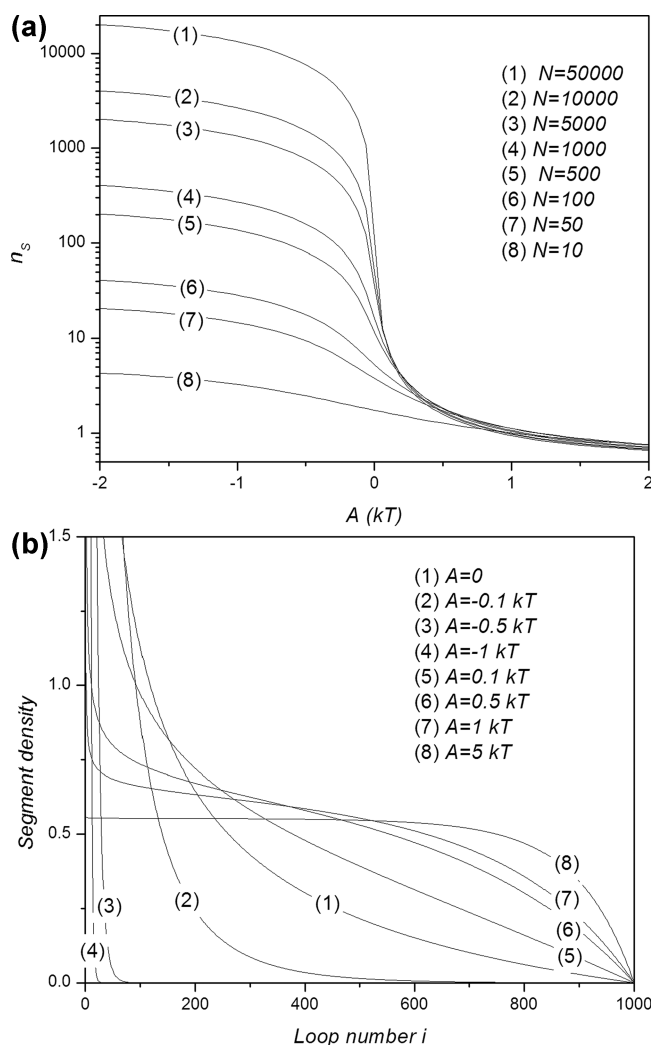 (a)
10000
1000
100
10
1
n_s
(1)
(2)
(3)
(4)
(5)
(6)
(7)
(8)
(1) N=50000
(2) N=10000
(3) N=5000
(4) N=1000
(5) N=500
(6) N=100
(7) N=50
(8) N=10
-2 -1 0 1 2
A (kT)
(b)
1.5
1.0
0.5
0.0
Segment density
(1) A=0
(2) A=-0.1 kT
(3) A=-0.5 kT
(4) A=-1 kT
(5) A=0.1 kT
(6) A=0.5 kT
(7) A=1 kT
(8) A=5 kT
(8)
(7)
(6)
(5)
(1)
(2)
(3)
(4)
0 200 400 600 800 1000
Loop number i